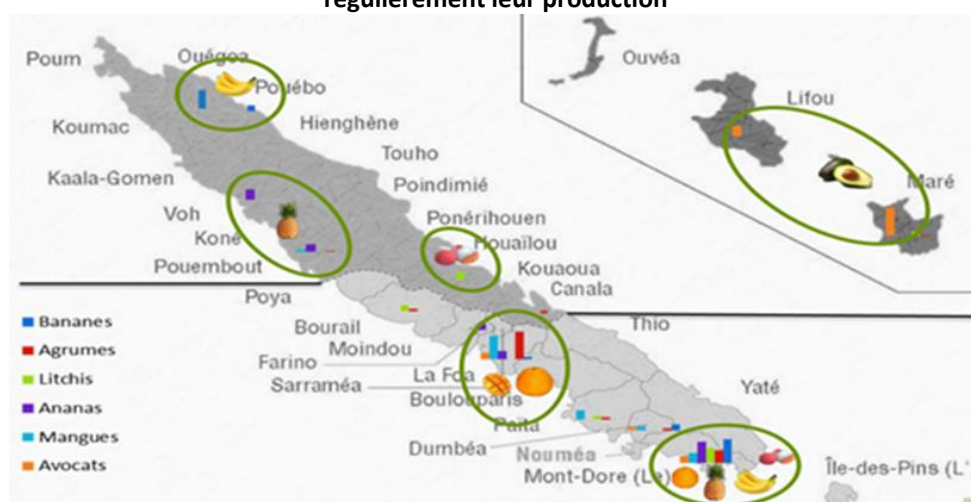 régulièrement leur production
Poum
Ouégoa
Pouébo
Koumac
Hienghène
Touho
Kaala-Gomen
Poindimié
Voh
Ponérihouen
Koné
Houaïlou
Pouembout
Kouaoua
Canala
Poya
Thio
Bourail
Moindou
Farino
La Foa
Sarraméa
Boulouparis
Yaté
Païta
Dumbéa
Nouméa
Mont-Dore (Le)
Île-des-Pins (L'
Ouvéa
Lifou
Maré
Bananes
Agrumes
Litchis
Ananas
Mangues
Avocats